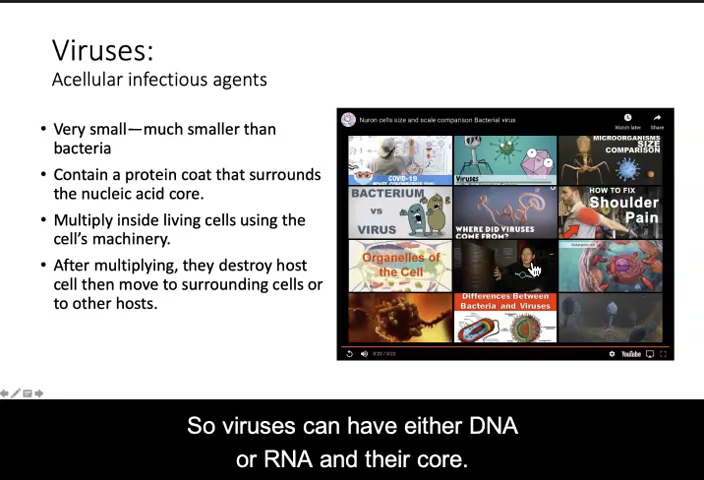 Viruses:
Acellular infectious agents
• Very small—much smaller than
bacteria
• Contain a protein coat that surrounds
the nucleic acid core.
• Multiply inside living cells using the
cell's machinery.
• After multiplying, they destroy host
cell then move to surrounding cells or
to other hosts.
Nuron cells size and scale comparison Bacterial virus
Watch later
Share
COVID-19
Viruses
MICROORGANISMS
SIZE
COMPARISON
BACTERIUM
VS
VIRUS
WHERE DID VIRUSES
COME FROM?
HOW TO FIX
Shoulder
Pain
Organelles of
the Cell
Differences Between
Bacteria and Viruses
YouTube
So viruses can have either DNA
or RNA and their core.